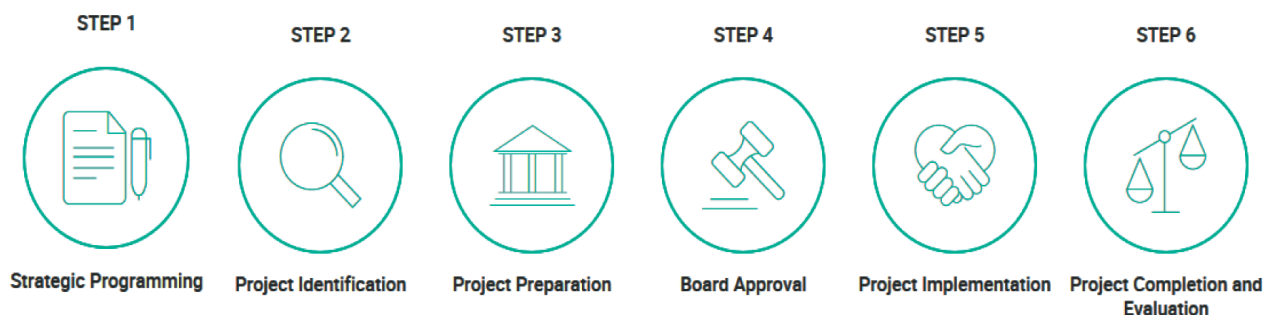 STEP 1
STEP 2
STEP 3
STEP 4
STEP 5
STEP 6
Strategic Programming
Project Identification
Project Preparation
Board Approval
Project Implementation
Project Completion and
Evaluation